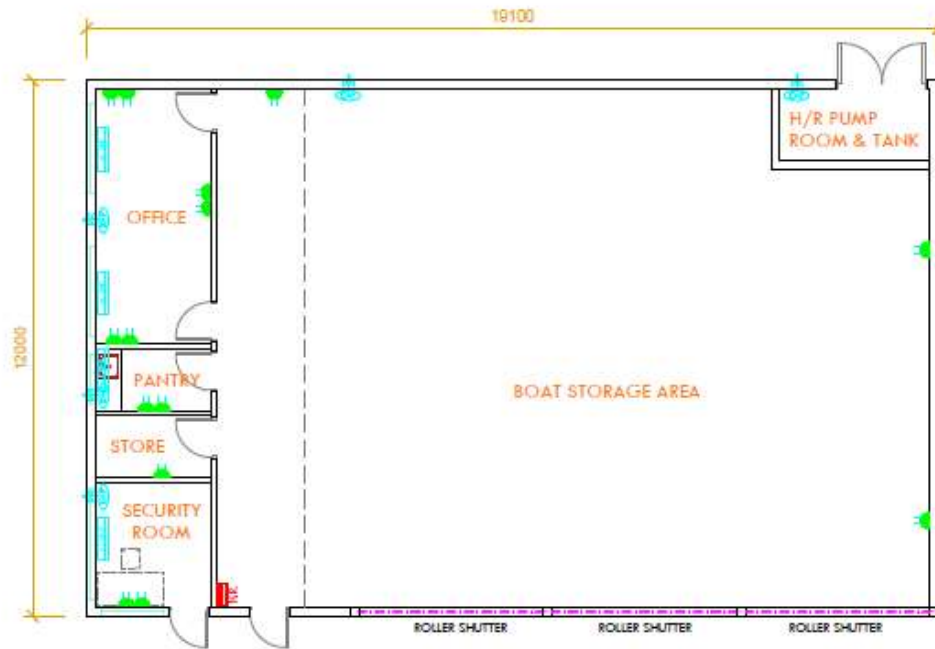 19100
H/R PUMP
ROOM & TANK
OFFICE
12000
PANTRY
BOAT STORAGE AREA
STORE
SECURITY
ROOM
ROLLER SHUTTER
ROLLER SHUTTER
ROLLER SHUTTER